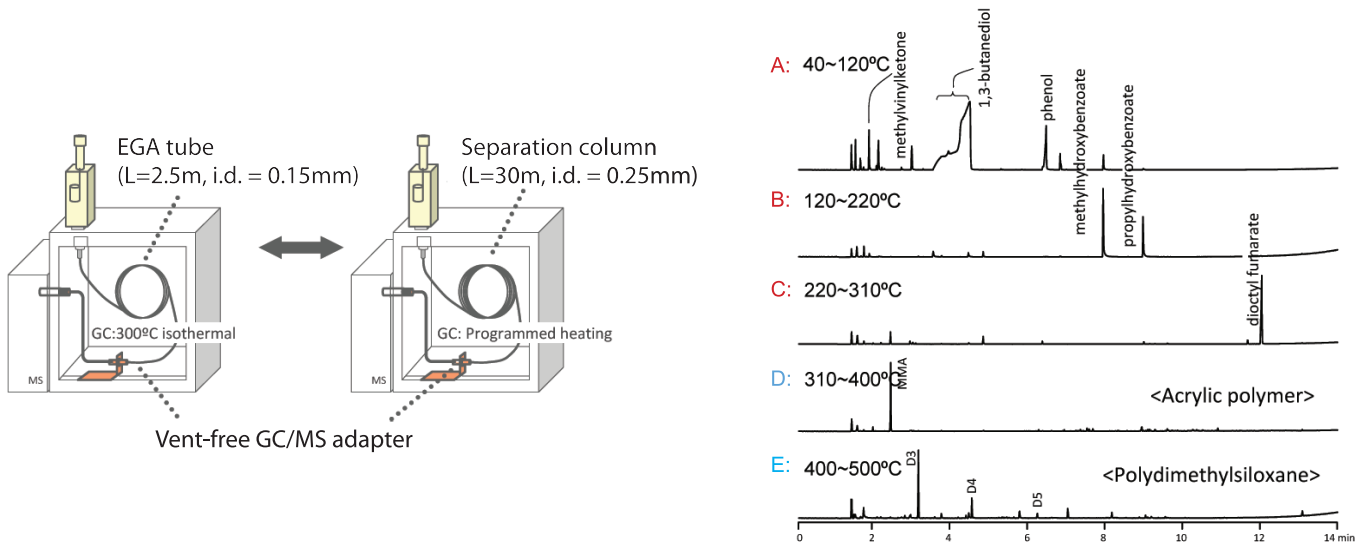 EGA tube
(L=2.5m, i.d. = 0.15mm)
GC:300ºC isothermal
MS
Separation column
(L=30m, i.d. = 0.25mm)
GC: Programmed heating
MS
Vent-free GC/MS adapter
A: 40~120ºC
methylvinylketone
1,3-butanediol
phenol
methylhydroxybenzoate
propylhydroxybenzoate
B: 120~220ºC
C: 220~310ºC
dioctyl fumarate
D: 310~400ºC
MMA
<Acrylic polymer>
E: 400~500ºC
D3
D4
D5
<Polydimethylsiloxane>
0 2 4 6 8 10 12 14 min